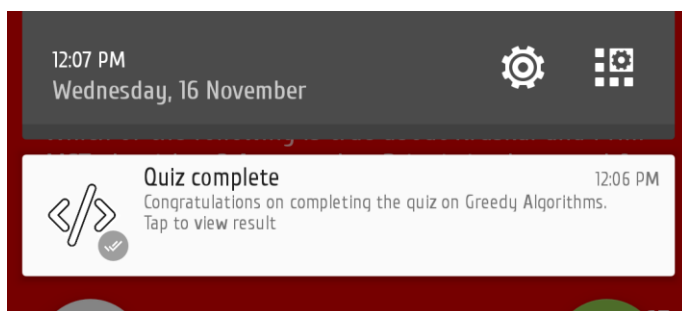 12:07 PM
Wednesday, 16 November
Quiz complete
12:06 PM
Congratulations on completing the quiz on Greedy Algorithms.
Tap to view result